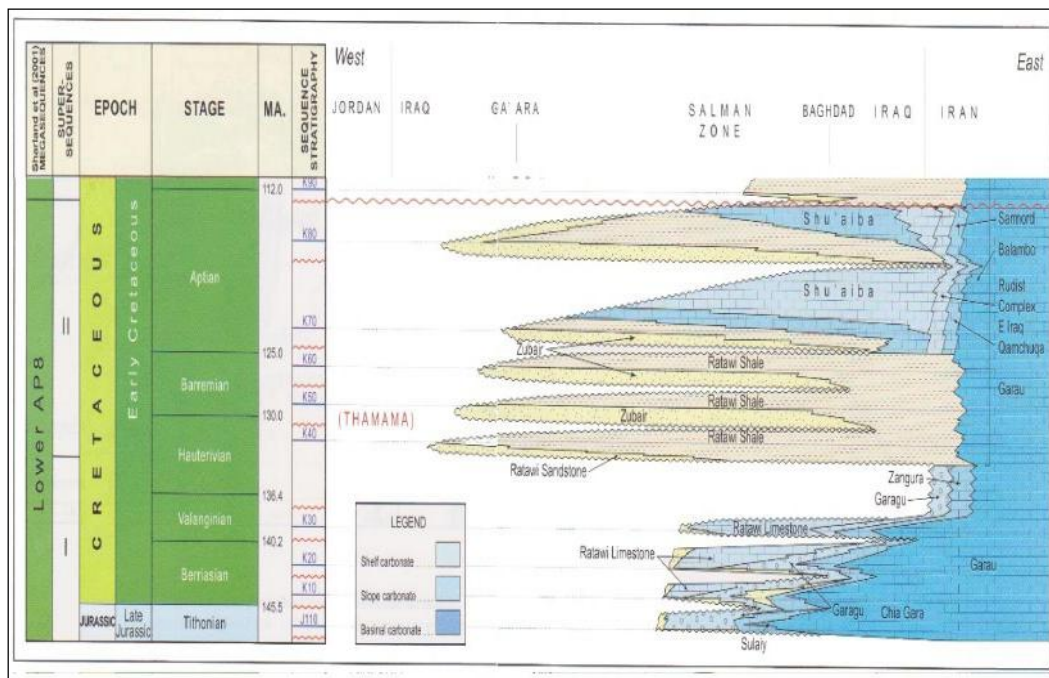 Sharland et al (2001)
MEGASEQUENCES
SUPER-
SEQUENCES
EPOCH
STAGE
MA.
SEQUENCE
STRATIGRAPHY
West
East
JORDAN
IRAQ
GA'ARA
SALMAN
ZONE
BAGHDAD
IRAQ
IRAN
Lower AP8
II
I
CRETACEOUS
Early Cretaceous
JURASSIC
Late
Jurassic
Aptian
Barremian
Hauterivian
Valenginian
Berriasian
Tithonian
112.0
125.0
130.0
136.4
140.2
145.5
K90
K80
K70
K60
K50
K40
K30
K20
K10
J110
(THAMAMA)
Shu'aiba
Shu'aiba
Zubair
Ratawi Shale
Ratawi Shale
Zubair
Ratawi Shale
Ratawi Sandstone
Ratawi Limestone
Ratawi Limestone
Sarmord
Balambo
Rudist
Complex
E Iraq
Qamchuqa
Garau
Zangura
Garagu
Garau
Garagu
Chia Gara
Sulaiy
LEGEND
Shelf carbonate
Slope carbonate
Basinal carbonate